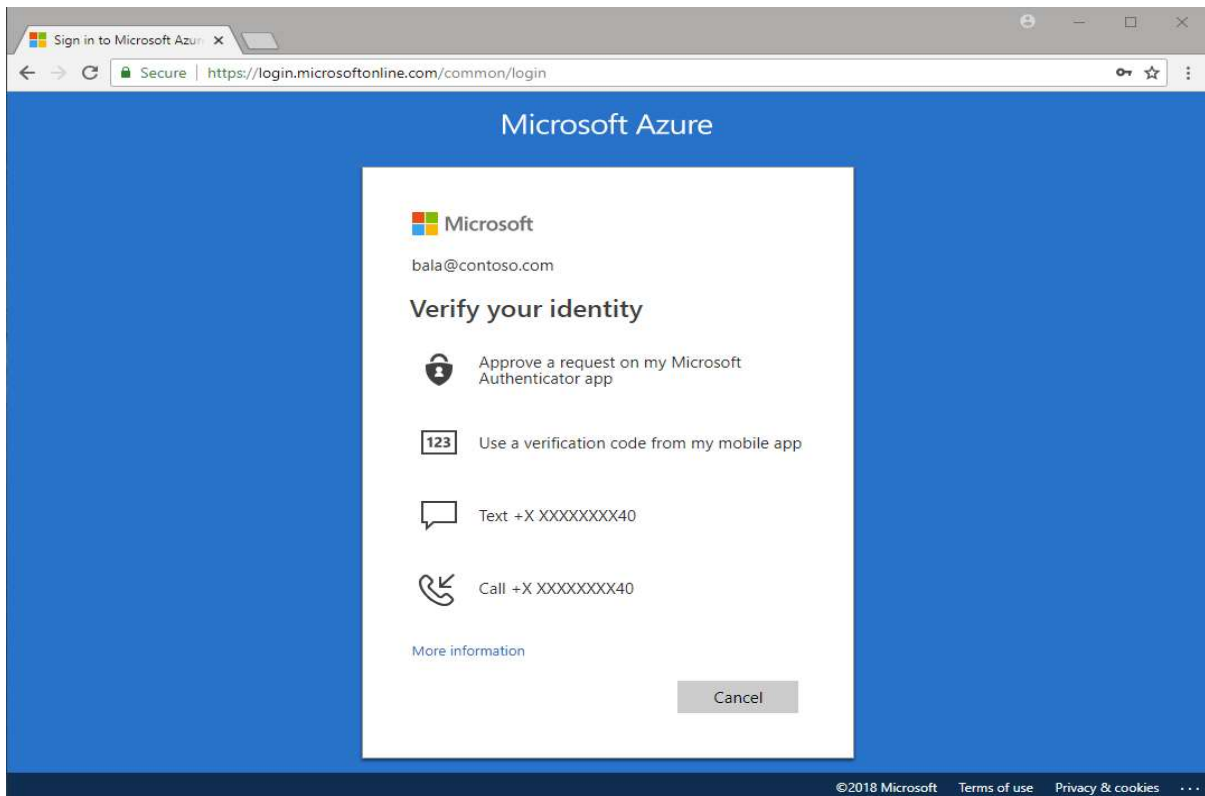 Sign in to Microsoft Azur
Secure | https://login.microsoftonline.com/common/login
Microsoft Azure
Microsoft
bala@contoso.com
Verify your identity
Approve a request on my Microsoft
Authenticator app
123 Use a verification code from my mobile app
Text +X XXXXXXXX40
Call +X XXXXXXXX40
More information
Cancel
©2018 Microsoft Terms of use Privacy & cookies ...